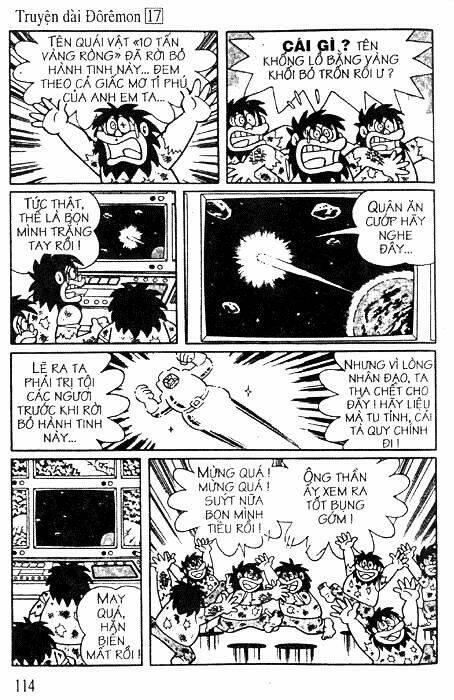 Truyện dài Đôrêmon 17
TÊN QUÁI VẬT «10 TẤN
VÀNG RÒNG» ĐÃ RỜI BỎ
HÀNH TINH NÀY... ĐEM
THEO CẢ GIẤC MƠ TỈ PHÚ
CỦA ANH EM TA...
CÁI GÌ ? TÊN
KHỔNG LỒ BẰNG VÀNG
KHỐI BỎ TRỐN RỒI Ư ?
TỨC THẬT,
THẾ LÀ BỌN
MÌNH TRẮNG
TAY RỒI !
QUÂN ĂN
CƯỚP HÃY
NGHE
ĐÂY...
LẼ RA TA
PHẢI TRỊ TỘI
CÁC NGƯƠI
TRƯỚC KHI RỜI
BỎ HÀNH TINH
NÀY...
NHƯNG VÌ LÒNG
NHÂN ĐẠO, TA
THA CHẾT CHO
ĐẤY ! HÃY LIỆU
MÀ TU TỈNH, CẢI
TÀ QUY CHÍNH
ĐI !
MAY
QUÁ,
HẮN
BIẾN
MẤT RỒI !
MỪNG QUÁ !
MỪNG QUÁ !
SUÝT NỮA
BỌN MÌNH
TIÊU RỒI !
ÔNG THẦN
ẤY XEM RA
TỐT BỤNG
GỚM !
114